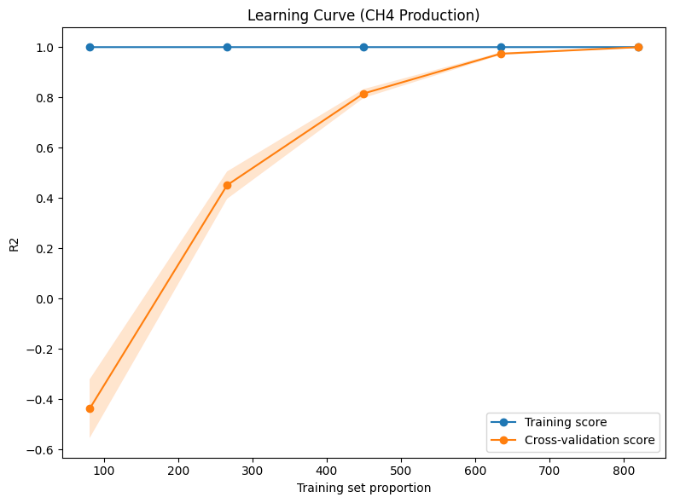 Learning Curve (CH4 Production)
1.0
0.8
0.6
0.4
0.2
0.0
−0.2
−0.4
−0.6
R2
100 200 300 400 500 600 700 800
Training set proportion
Training score
Cross-validation score